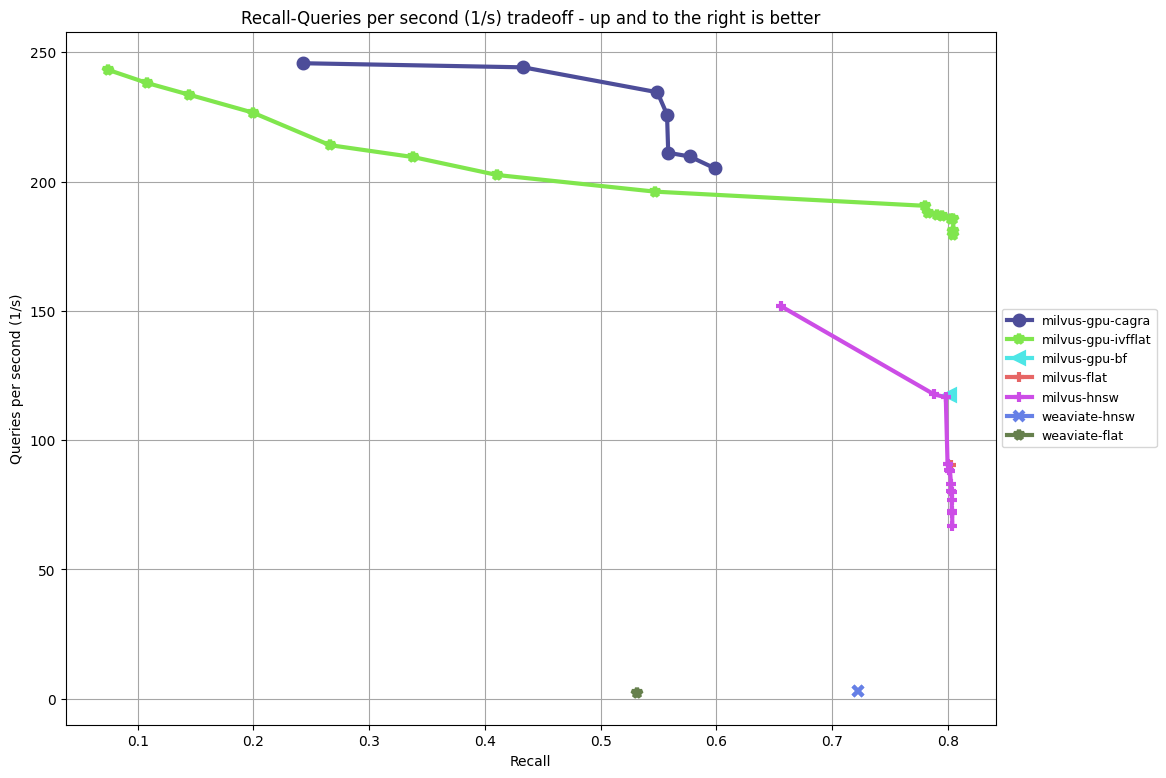 Recall-Queries per second (1/s) tradeoff - up and to the right is better
Queries per second (1/s)
250
200
150
100
50
0
0.1 0.2 0.3 0.4 0.5 0.6 0.7 0.8
Recall
milvus-gpu-cagra
milvus-gpu-ivfflat
milvus-gpu-bf
milvus-flat
milvus-hnsw
weaviate-hnsw
weaviate-flat